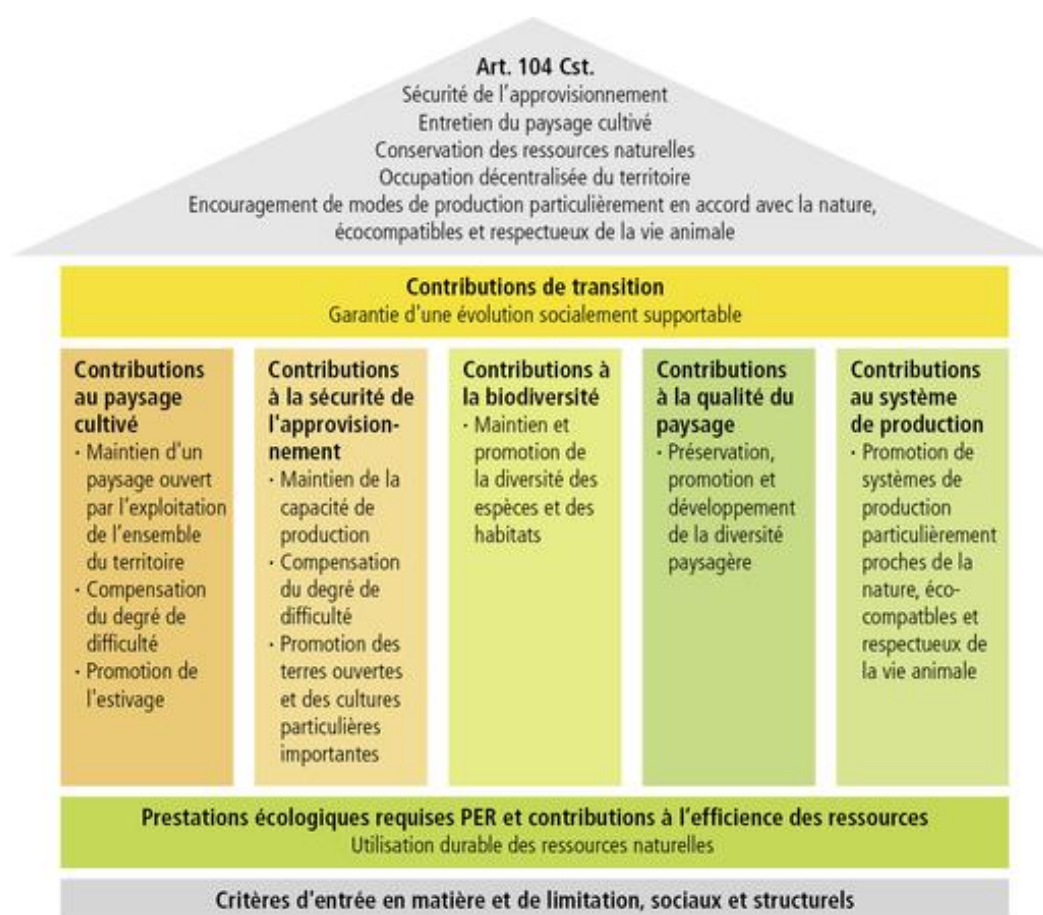 Art. 104 Cst.
Sécurité de l'approvisionnement
Entretien du paysage cultivé
Conservation des ressources naturelles
Occupation décentralisée du territoire
Encouragement de modes de production particulièrement en accord avec la nature,
écocompatibles et respectueux de la vie animale
Contributions de transition
Garantie d'une évolution socialement supportable
Contributions
au paysage
cultivé
· Maintien d'un
paysage ouvert
par l'exploitation
de l'ensemble
du territoire
· Compensation
du degré de
difficulté
· Promotion de
l'estivage
Contributions
à la sécurité de
l'approvision-
nement
· Maintien de la
capacité de
production
· Compensation
du degré de
difficulté
· Promotion des
terres ouvertes
et des cultures
particulières
importantes
Contributions à
la biodiversité
· Maintien et
promotion de
la diversité des
espèces et des
habitats
Contributions
à la qualité du
paysage
· Préservation,
promotion et
développement
de la diversité
paysagère
Contributions
au système
de production
· Promotion de
systèmes de
production
particulièrement
proches de la
nature, éco-
compatbles et
respectueux de
la vie animale
Prestations écologiques requises PER et contributions à l'efficience des ressources
Utilisation durable des ressources naturelles
Critères d'entrée en matière et de limitation, sociaux et structurels